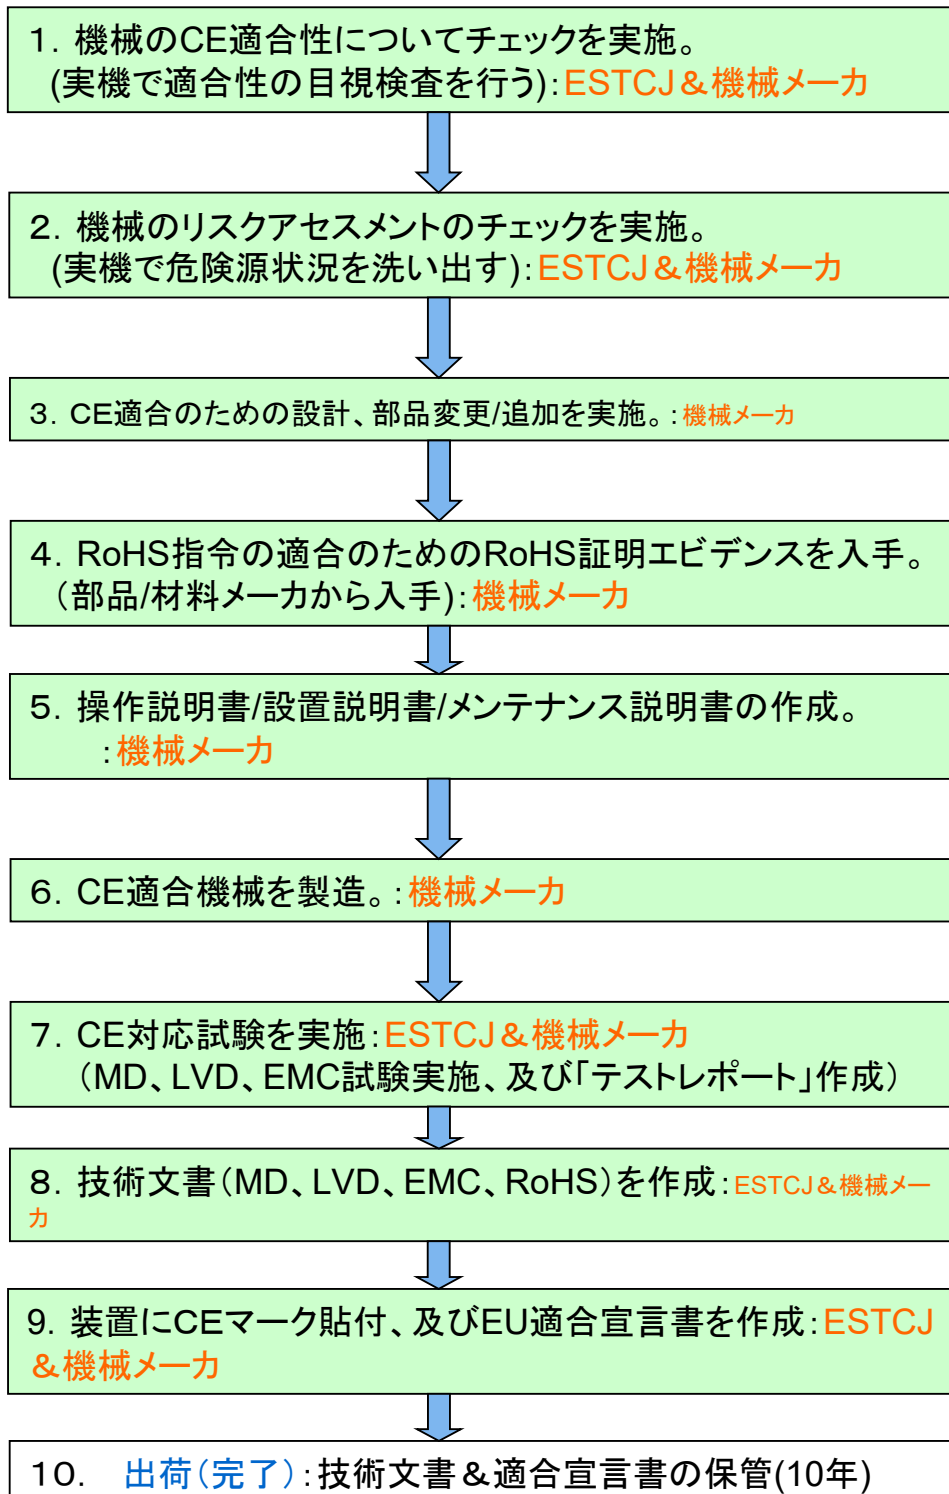 １．機械のCE適合性についてチェックを実施。
(実機で適合性の目視検査を行う)：ESTCJ＆機械メーカ
２．機械のリスクアセスメントのチェックを実施。
(実機で危険源状況を洗い出す)：ESTCJ＆機械メーカ
３．CE適合のための設計、部品変更/追加を実施。：機械メーカ
４．RoHS指令の適合のためのRoHS証明エビデンスを入手。
（部品/材料メーカから入手)：機械メーカ
５．操作説明書/設置説明書/メンテナンス説明書の作成。
：機械メーカ
６．CE適合機械を製造。：機械メーカ
７．CE対応試験を実施：ESTCJ＆機械メーカ
（MD、LVD、EMC試験実施、及び「テストレポート」作成）
８．技術文書（MD、LVD、EMC、RoHS）を作成：ESTCJ＆機械メー
カ
９．装置にCEマーク貼付、及びEU適合宣言書を作成：ESTCJ
＆機械メーカ
１０．　出荷（完了）：技術文書＆適合宣言書の保管(10年)